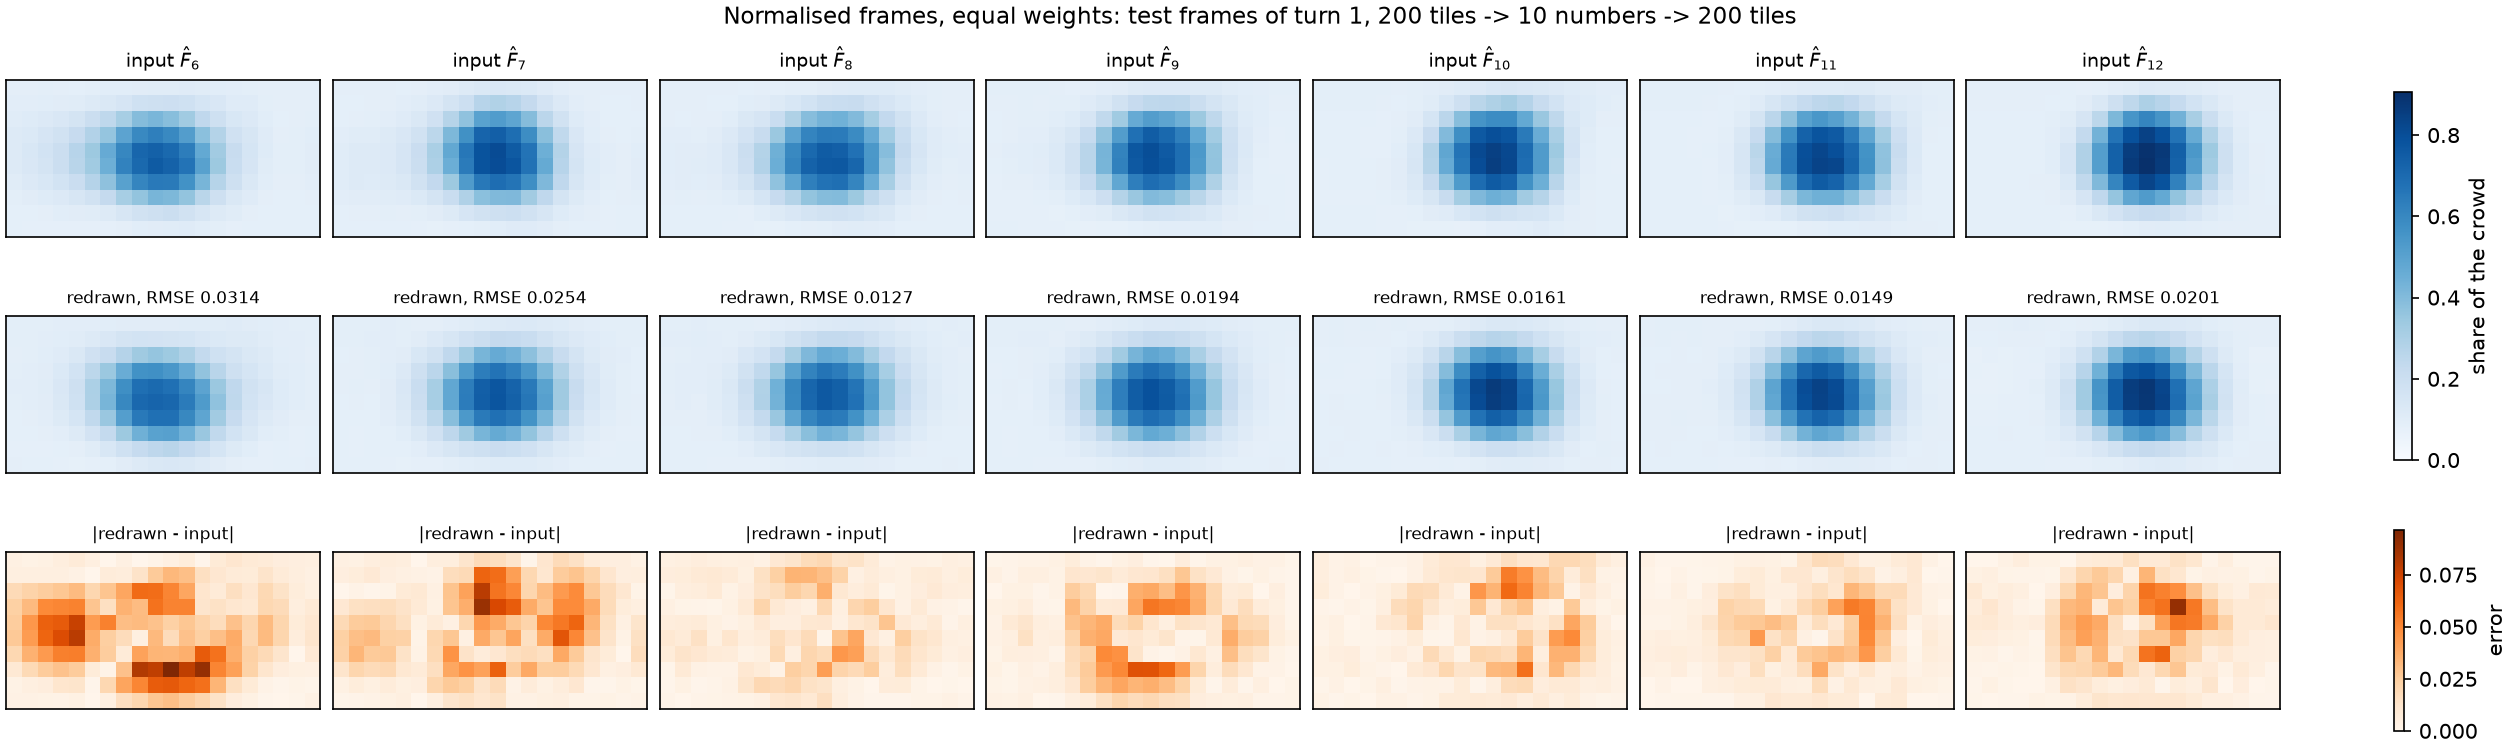 Normalised frames, equal weights: test frames of turn 1, 200 tiles -> 10 numbers -> 200 tiles
input F̂₆
input F̂₇
input F̂₈
input F̂₉
input F̂₁₀
input F̂₁₁
input F̂₁₂
redrawn, RMSE 0.0314
redrawn, RMSE 0.0254
redrawn, RMSE 0.0127
redrawn, RMSE 0.0194
redrawn, RMSE 0.0161
redrawn, RMSE 0.0149
redrawn, RMSE 0.0201
0.8
0.6
0.4
0.2
0.0
share of the crowd
|redrawn - input|
|redrawn - input|
|redrawn - input|
|redrawn - input|
|redrawn - input|
|redrawn - input|
|redrawn - input|
0.075
0.050
0.025
0.000
error